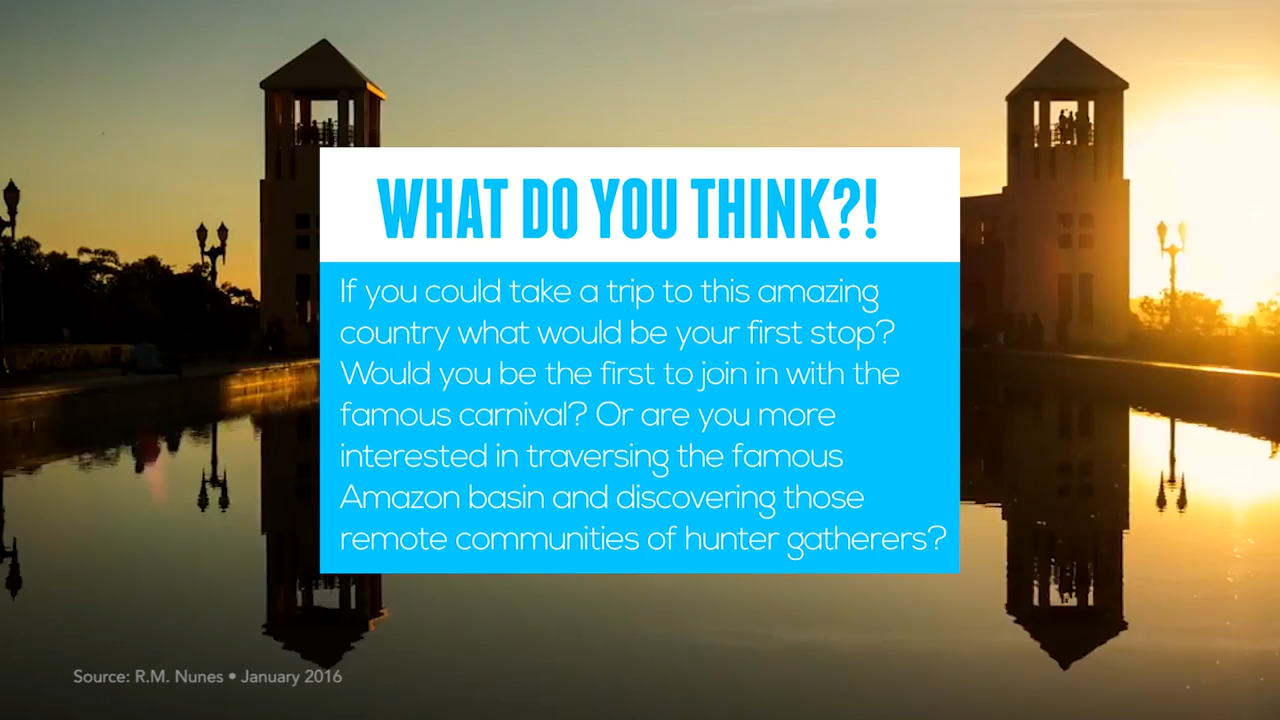 WHAT DO YOU THINK?!
If you could take a trip to this amazing
country what would be your first stop?
Would you be the first to join in with the
famous carnival? Or are you more
interested in traversing the famous
Amazon basin and discovering those
remote communities of hunter gatherers?
Source: R.M. Nunes • January 2016